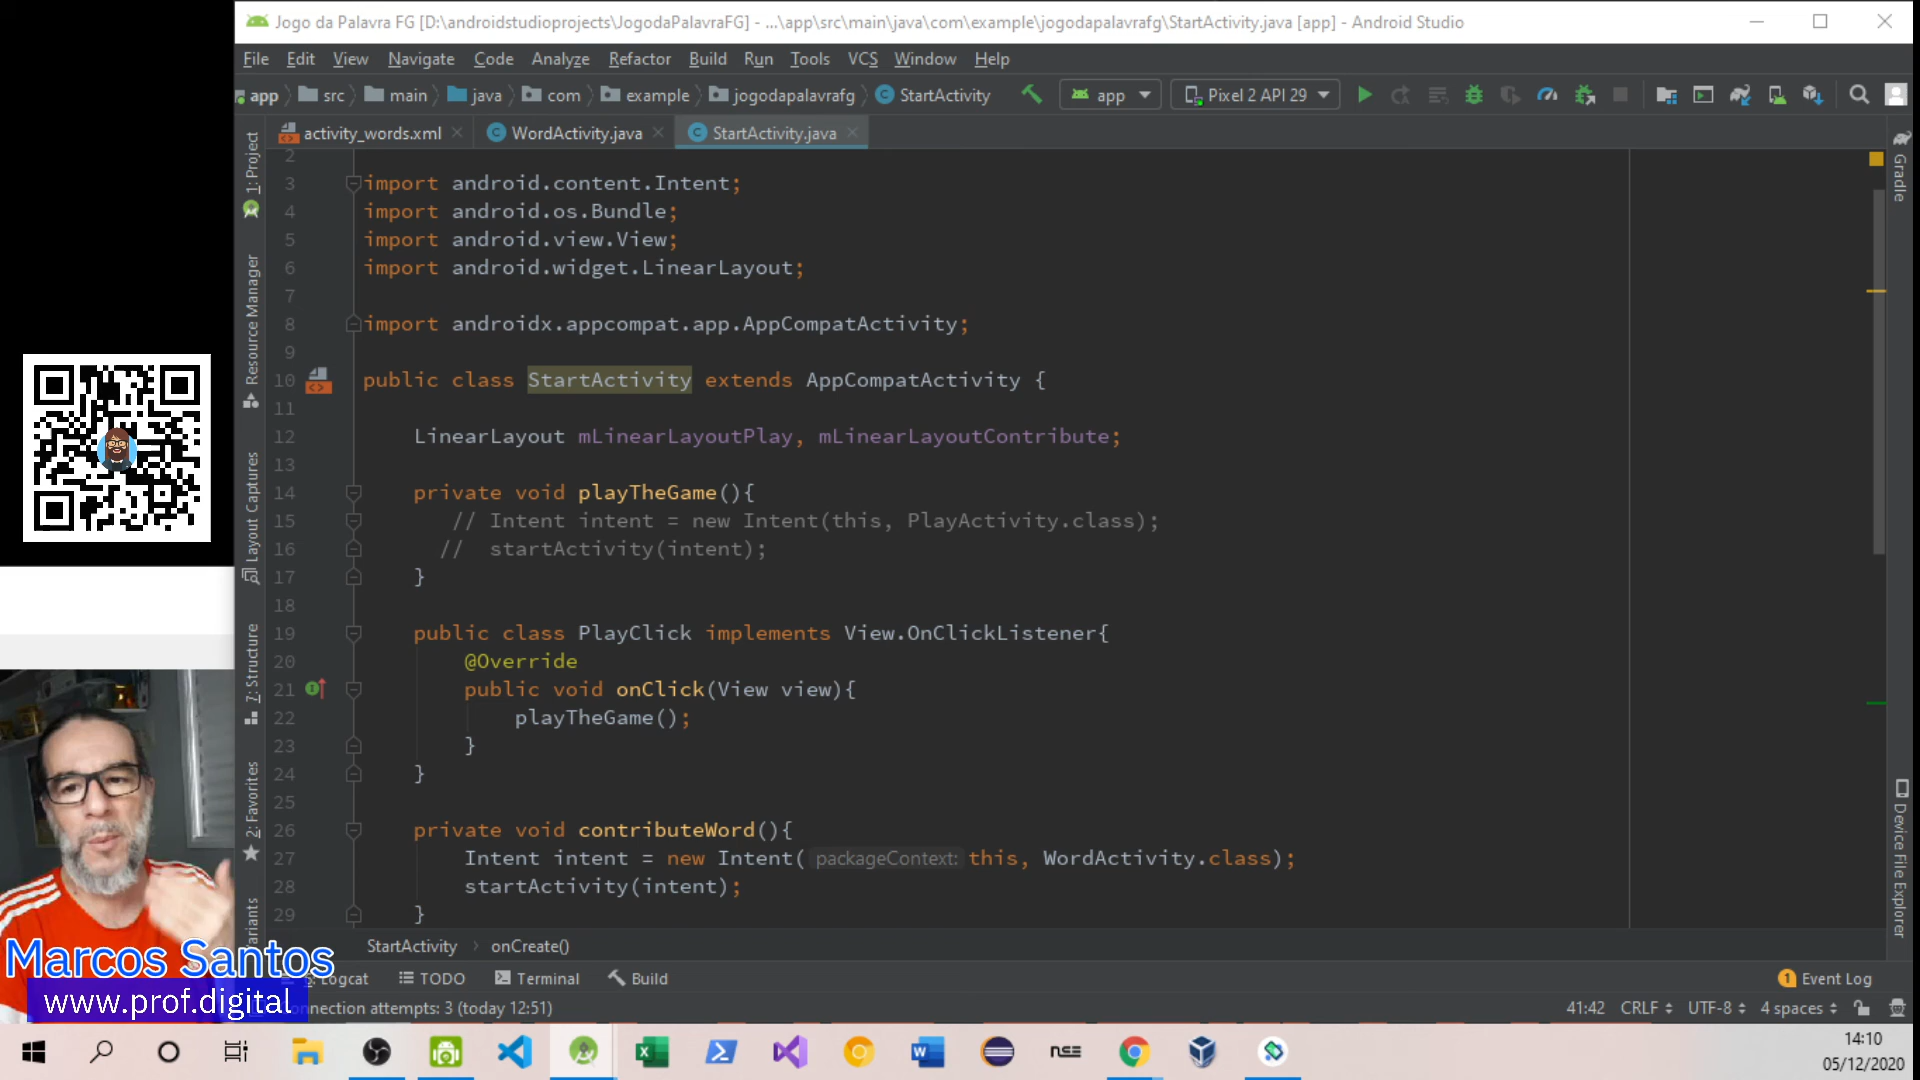 Jogo da Palavra FG [D:\androidstudioprojects\JogodaPalavraFG] - ...\app\src\main\java\com\example\jogodapalavrafg\StartActivity.java [app] - Android Studio
File Edit View Navigate Code Analyze Refactor Build Run Tools VCS Window Help
app src main java com example jogodapalavrafg StartActivity app Pixel 2 API 29
activity_words.xml WordActivity.java StartActivity.java
2
3 import android.content.Intent;
4 import android.os.Bundle;
5 import android.view.View;
6 import android.widget.LinearLayout;
7
8 import androidx.appcompat.app.AppCompatActivity;
9
10 public class StartActivity extends AppCompatActivity {
11
12 LinearLayout mLinearLayoutPlay, mLinearLayoutContribute;
13
14 private void playTheGame(){
15 // Intent intent = new Intent(this, PlayActivity.class);
16 // startActivity(intent);
17 }
18
19 public class PlayClick implements View.OnClickListener{
20 @Override
21 public void onClick(View view){
22 playTheGame();
23 }
24 }
25
26 private void contributeWord(){
27 Intent intent = new Intent( packageContext: this, WordActivity.class);
28 startActivity(intent);
29 }
1: Project
Resource Manager
Layout Captures
7: Structure
2: Favorites
ariants
Gradle
Device File Explorer
StartActivity onCreate()
6: Logcat TODO Terminal Build 1 Event Log
nnection attempts: 3 (today 12:51) 41:42 CRLF UTF-8 4 spaces
Marcos Santos
www.prof.digital
nse
14:10
05/12/2020